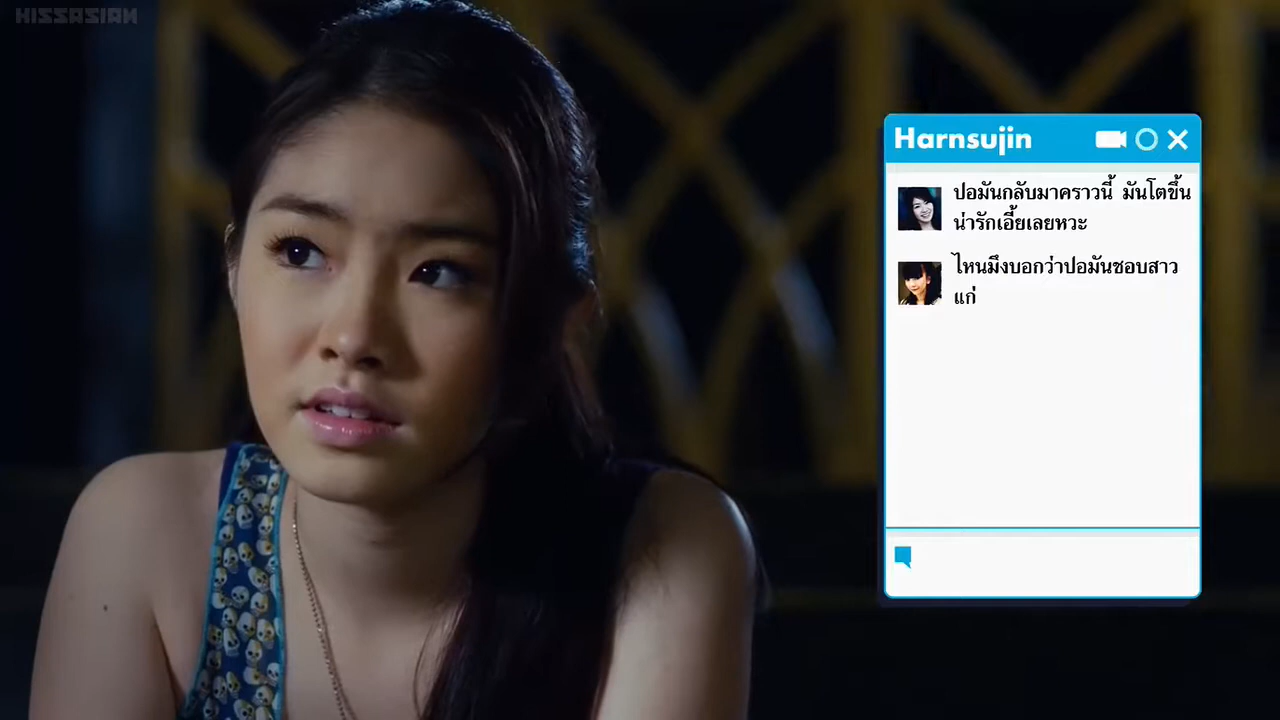 HISSASIAN
Harnsujin
ปอมันกลับมาคราวนี้ มันโตขึ้น
น่ารักเอี้ยเลยหวะ
ไหนมึงบอกว่าปอมันชอบสาว
แก่